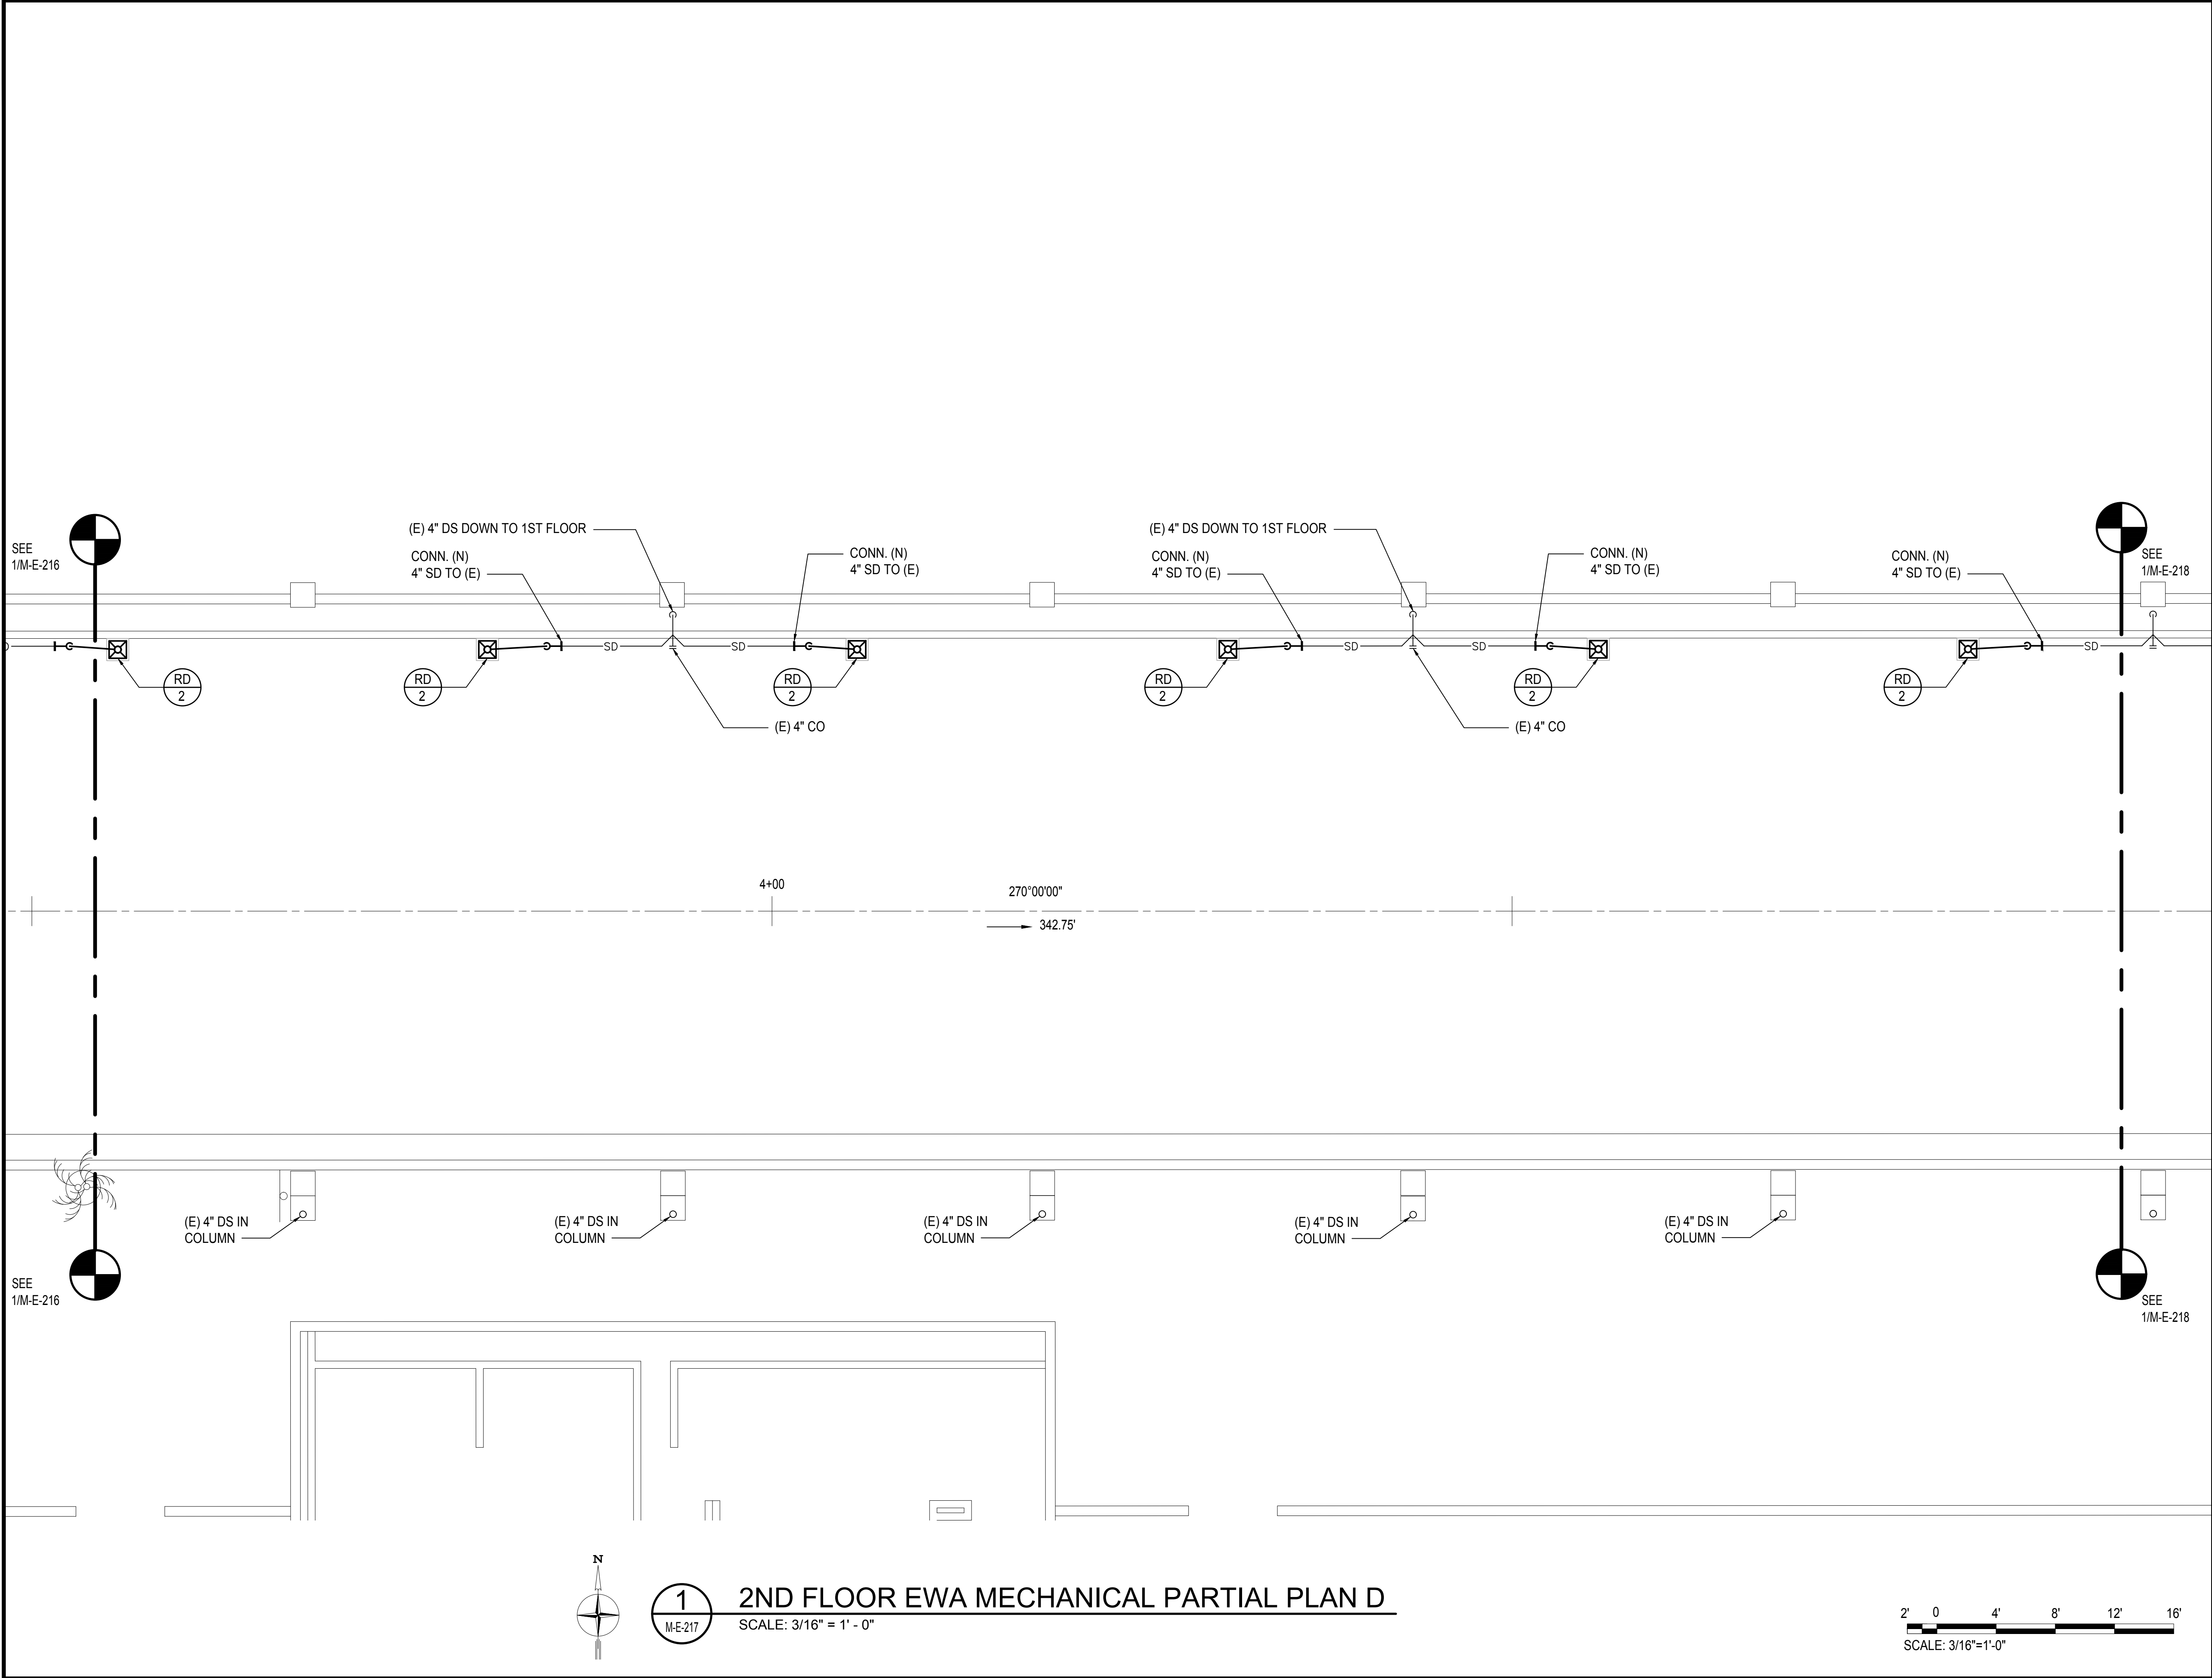 (E) 4" DS DOWN TO 1ST FLOOR
(E) 4" DS DOWN TO 1ST FLOOR
SEE
1/M-E-216
CONN. (N)
4" SD TO (E)
CONN. (N)
4" SD TO (E)
CONN. (N)
4" SD TO (E)
CONN. (N)
4" SD TO (E)
CONN. (N)
4" SD TO (E)
SEE
1/M-E-218
SD
SD
SD
SD
SD
RD
2
RD
2
RD
2
RD
2
RD
2
RD
2
(E) 4" CO
(E) 4" CO
4+00
270°00'00"
342.75'
(E) 4" DS IN
COLUMN
(E) 4" DS IN
COLUMN
(E) 4" DS IN
COLUMN
(E) 4" DS IN
COLUMN
(E) 4" DS IN
COLUMN
SEE
1/M-E-216
SEE
1/M-E-218
N
1
M-E-217
2ND FLOOR EWA MECHANICAL PARTIAL PLAN D
SCALE: 3/16" = 1' - 0"
2' 0 4' 8' 12' 16'
SCALE: 3/16"=1'-0"